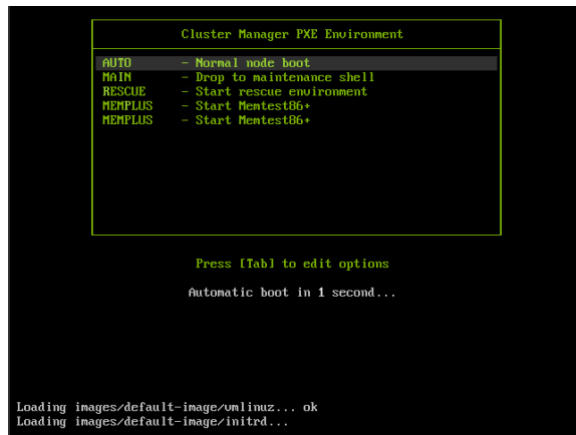 Cluster Manager PXE Environment
AUTO - Normal node boot
MAIN - Drop to maintenance shell
RESCUE - Start rescue environment
MEMPLUS - Start Memtest86+
MEMPLUS - Start Memtest86+
Press [Tab] to edit options
Automatic boot in 1 second...
Loading images/default-image/vmlinuz... ok
Loading images/default-image/initrd...